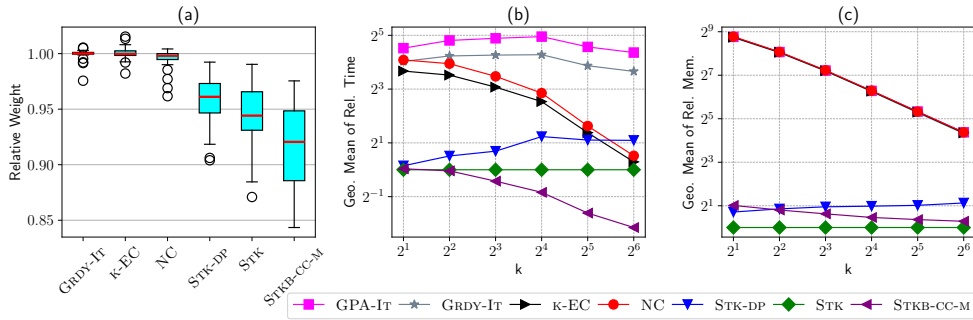 (a)
Relative Weight
1.00
0.95
0.90
0.85
GRDY-IT
K-EC
NC
STK-DP
STK
STKB-CC-M
(b)
Geo. Mean of Rel. Time
2^5
2^3
2^1
2^-1
2^1 2^2 2^3 2^4 2^5 2^6
k
(c)
Geo. Mean of Rel. Mem.
2^9
2^7
2^5
2^3
2^1
2^1 2^2 2^3 2^4 2^5 2^6
k
GPA-IT GRDY-IT K-EC NC STK-DP STK STKB-CC-M